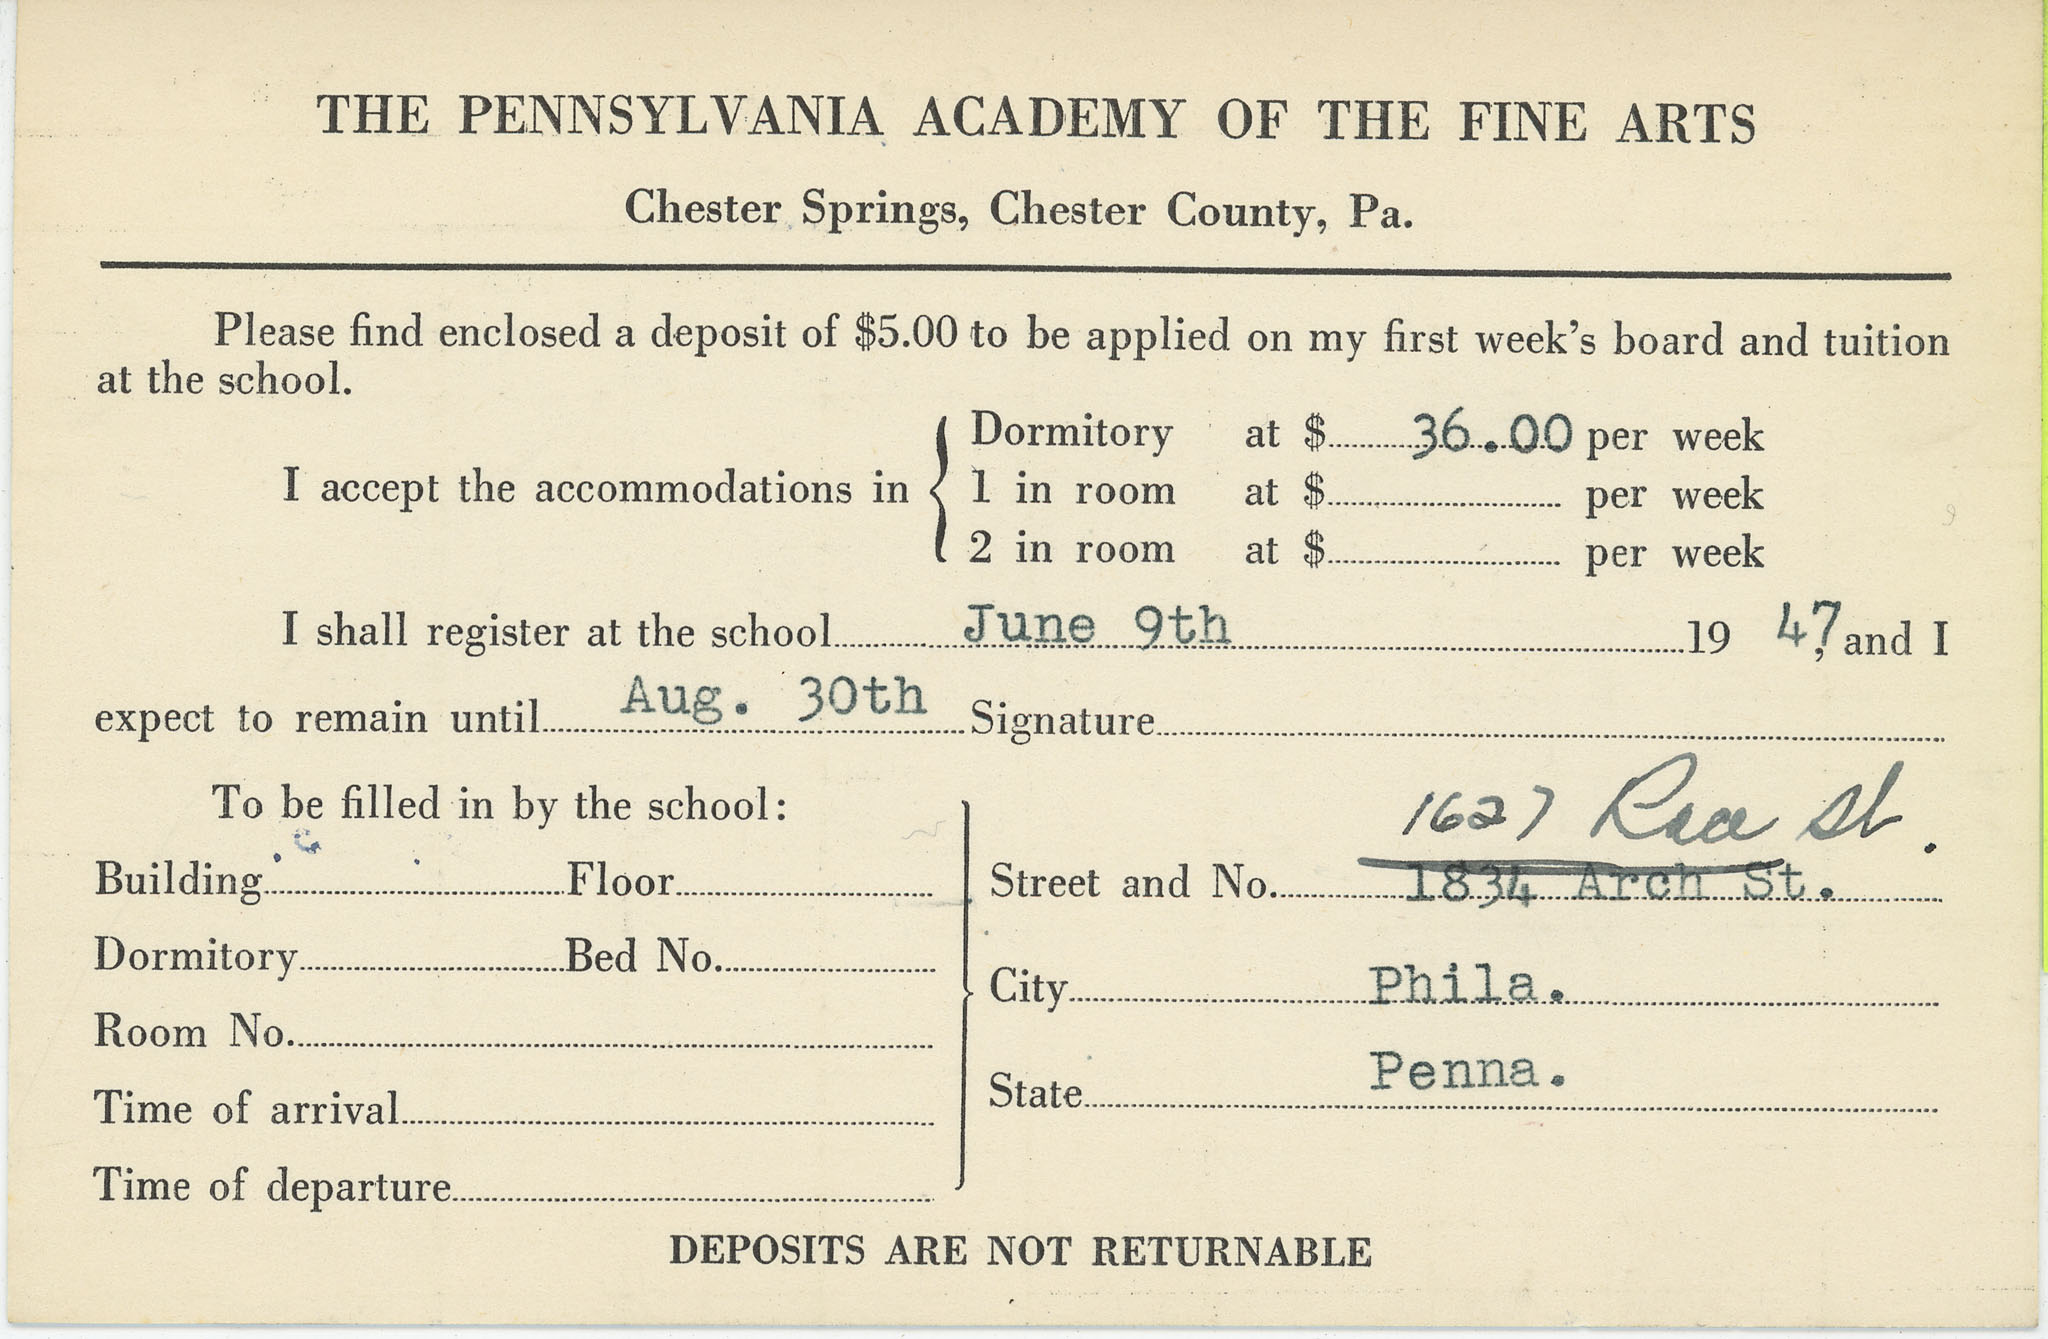 THE PENNSYLVANIA ACADEMY OF THE FINE ARTS
Chester Springs, Chester County, Pa.
Please find enclosed a deposit of $5.00 to be applied on my first week's board and tuition
at the school.
I accept the accommodations in
Dormitory at $ 36.00 per week
1 in room at $ per week
2 in room at $ per week
I shall register at the school June 9th 19 47, and I
expect to remain until Aug. 30th Signature
To be filled in by the school:
1627 Race St.
Building Floor
Street and No. 1834 Arch St.
Dormitory Bed No.
City Phila.
Room No.
State Penna.
Time of arrival
Time of departure
DEPOSITS ARE NOT RETURNABLE